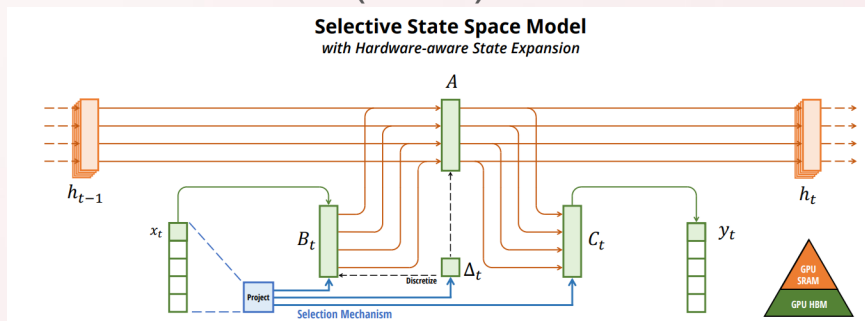 Selective State Space Model
with Hardware-aware State Expansion
A
h_{t-1}
h_t
x_t
B_t
C_t
y_t
Δ_t
Discretize
Project
Selection Mechanism
GPU
SRAM
GPU HBM